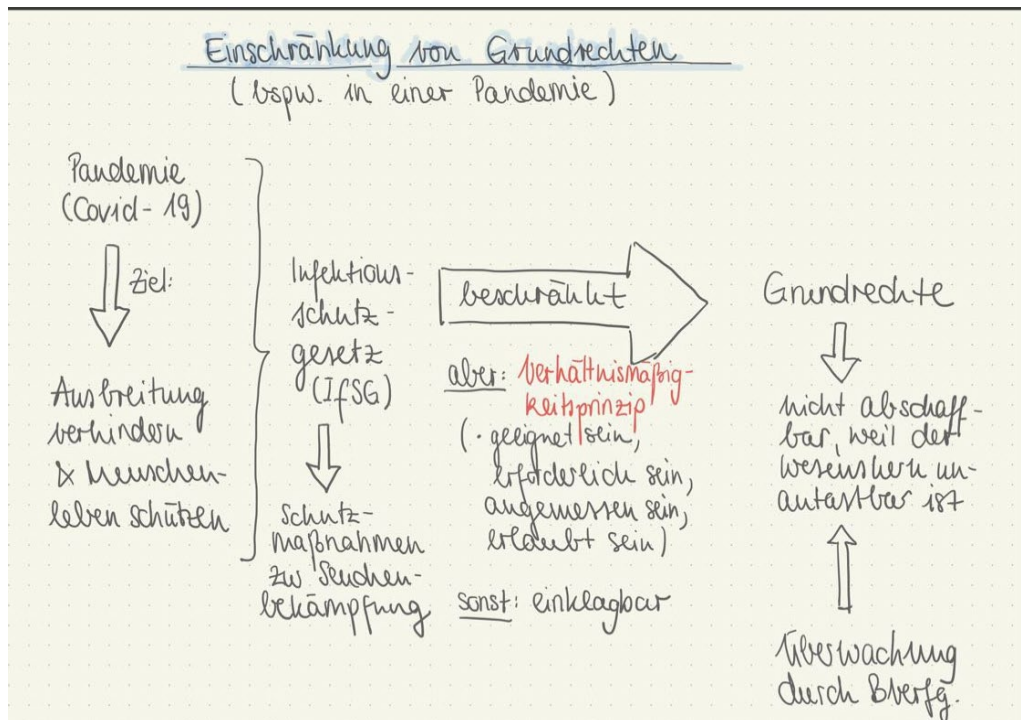 Einschränkung von Grundrechten
(bspw. in einer Pandemie)
Pandemie
(Covid-19)
Ziel:
Ausbreitung
verhindern
& Menschen-
leben schützen
Infektions-
schutz-
gesetz
(IfSG)
Schutz-
maßnahmen
zur Seuchen-
bekämpfung
beschränkt
aber: Verhältnismäßig-
keitsprinzip
(· geeignet sein,
erforderlich sein,
angemessen sein,
erlaubt sein)
sonst: einklagbar
Grundrechte
nicht abschaff-
bar, weil der
Wesenskern un-
antastbar ist
Überwachung
durch Bverfg.